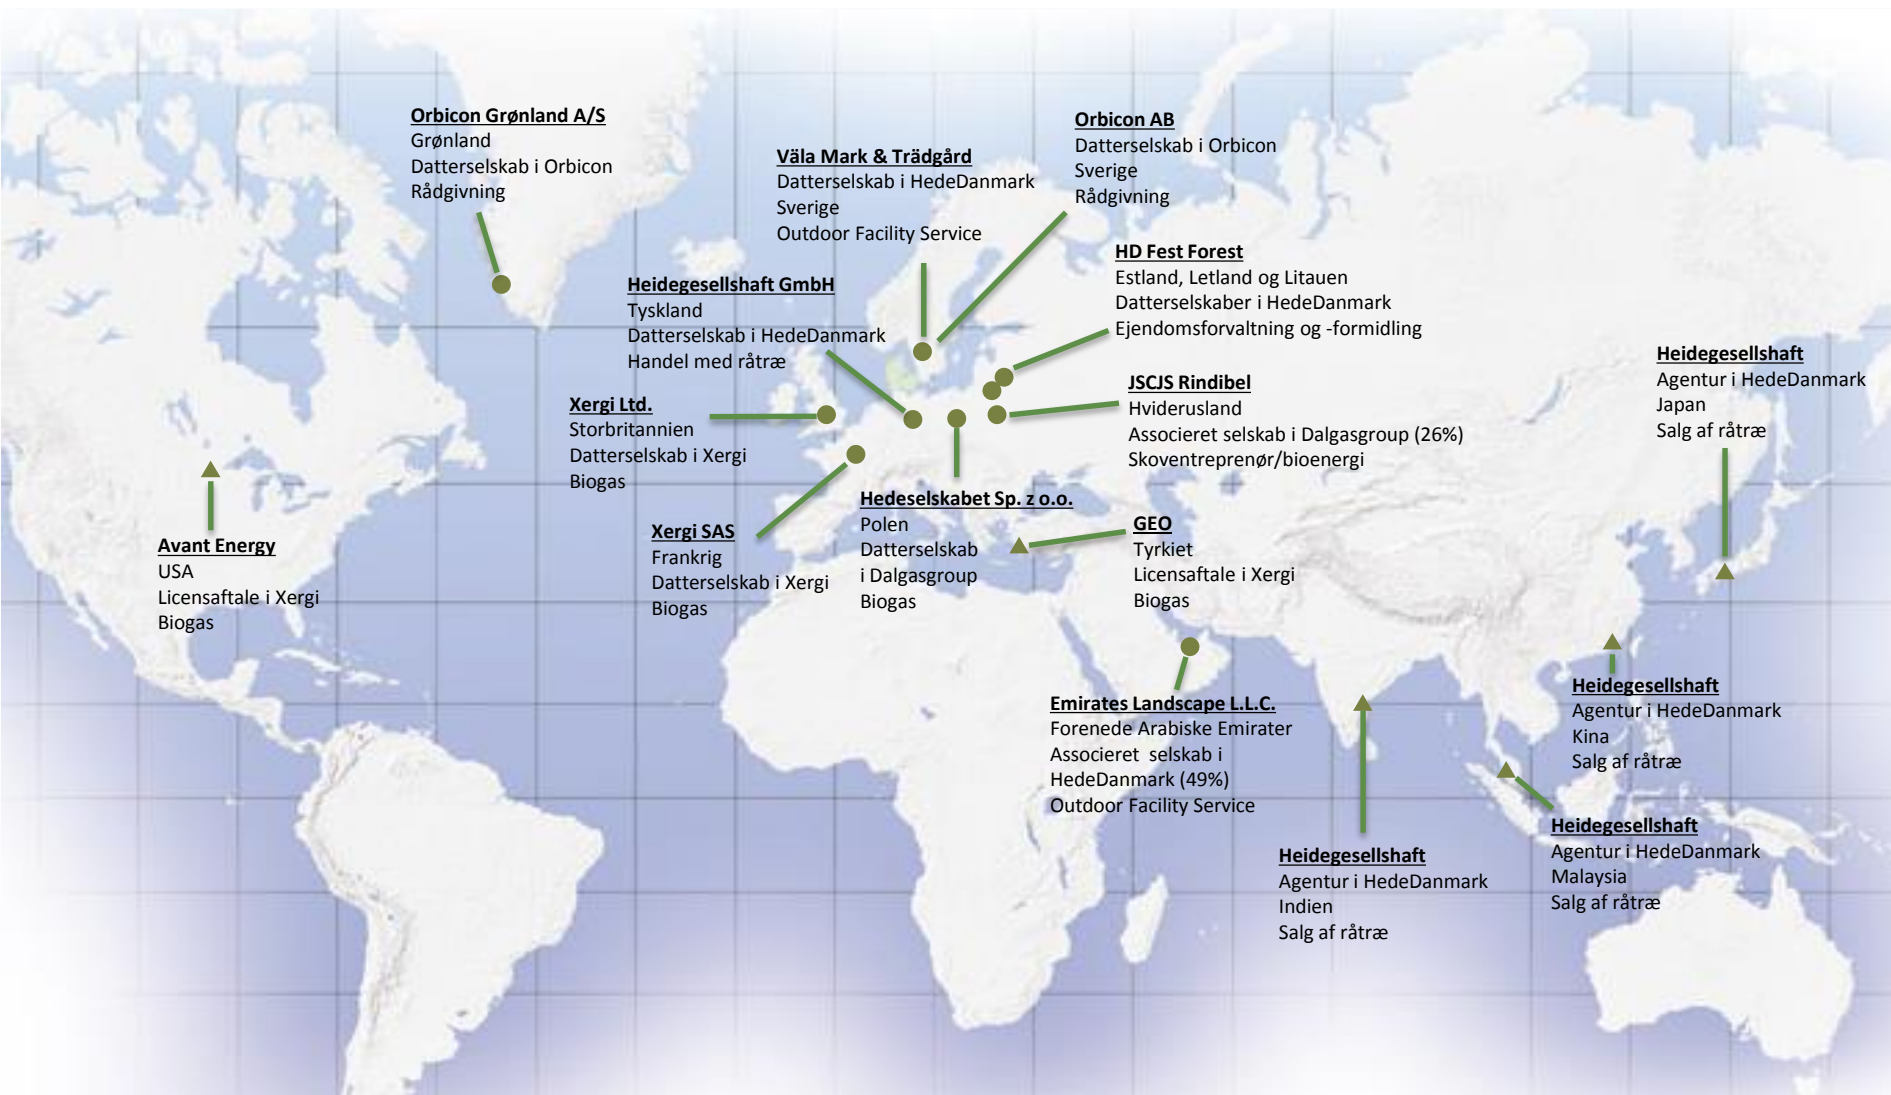 Orbicon Grønland A/S
Grønland
Datterselskab i Orbicon
Rådgivning
Väla Mark & Trädgård
Datterselskab i HedeDanmark
Sverige
Outdoor Facility Service
Orbicon AB
Datterselskab i Orbicon
Sverige
Rådgivning
HD Fest Forest
Estland, Letland og Litauen
Datterselskaber i HedeDanmark
Ejendomsforvaltning og -formidling
Heidegesellshaft GmbH
Tyskland
Datterselskab i HedeDanmark
Handel med råtræ
Heidegesellshaft
Agentur i HedeDanmark
Japan
Salg af råtræ
JSCJS Rindibel
Hviderusland
Associeret selskab i Dalgasgroup (26%)
Skoventreprenør/bioenergi
Xergi Ltd.
Storbritannien
Datterselskab i Xergi
Biogas
Hedeselskabet Sp. z o.o.
Polen
Datterselskab
i Dalgasgroup
Biogas
GEO
Tyrkiet
Licensaftale i Xergi
Biogas
Xergi SAS
Frankrig
Datterselskab i Xergi
Biogas
Avant Energy
USA
Licensaftale i Xergi
Biogas
Emirates Landscape L.L.C.
Forenede Arabiske Emirater
Associeret selskab i
HedeDanmark (49%)
Outdoor Facility Service
Heidegesellshaft
Agentur i HedeDanmark
Kina
Salg af råtræ
Heidegesellshaft
Agentur i HedeDanmark
Malaysia
Salg af råtræ
Heidegesellshaft
Agentur i HedeDanmark
Indien
Salg af råtræ